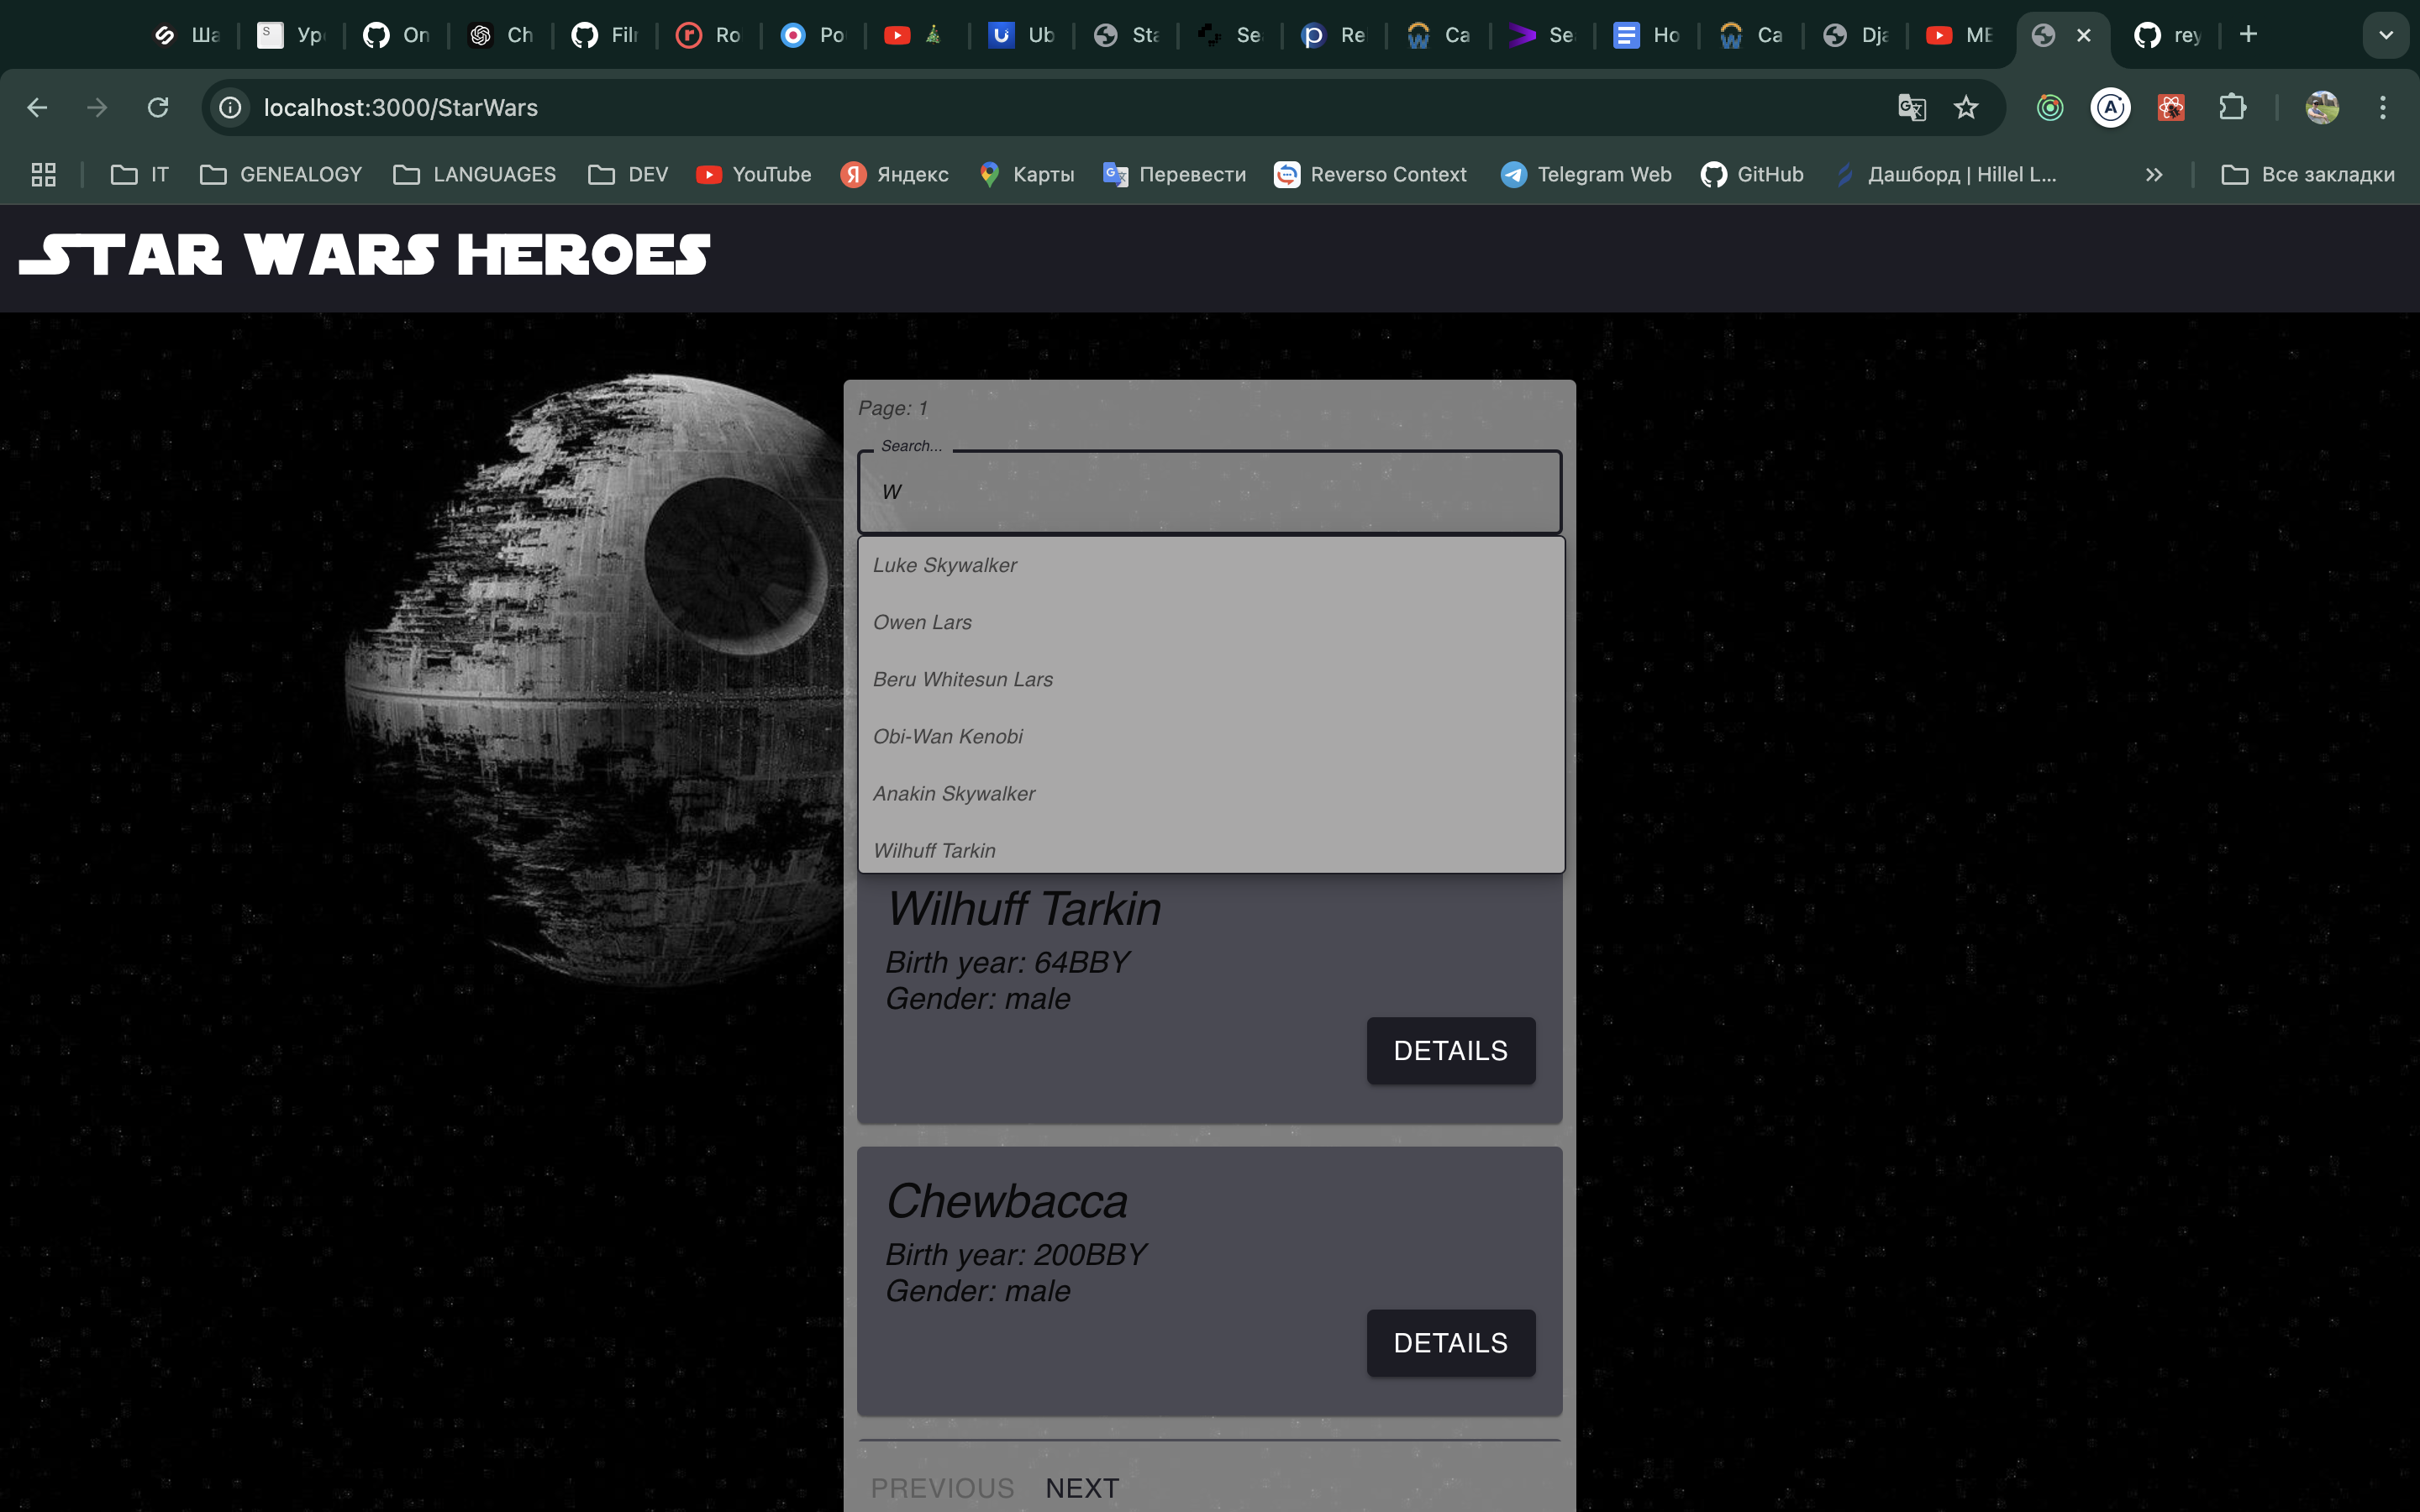 Ша Ур On Ch Filr Ro Po Ub Sta Se Re Ca Se Ho Ca Dja ME rey
localhost:3000/StarWars
IT GENEALOGY LANGUAGES DEV YouTube Яндекс Карты Перевести Reverso Context Telegram Web GitHub Дашборд | Hillel L... Все закладки
STAR WARS HEROES
Page: 1
Search...
W
Luke Skywalker
Owen Lars
Beru Whitesun Lars
Obi-Wan Kenobi
Anakin Skywalker
Wilhuff Tarkin
Wilhuff Tarkin
Birth year: 64BBY
Gender: male
DETAILS
Chewbacca
Birth year: 200BBY
Gender: male
DETAILS
PREVIOUS NEXT